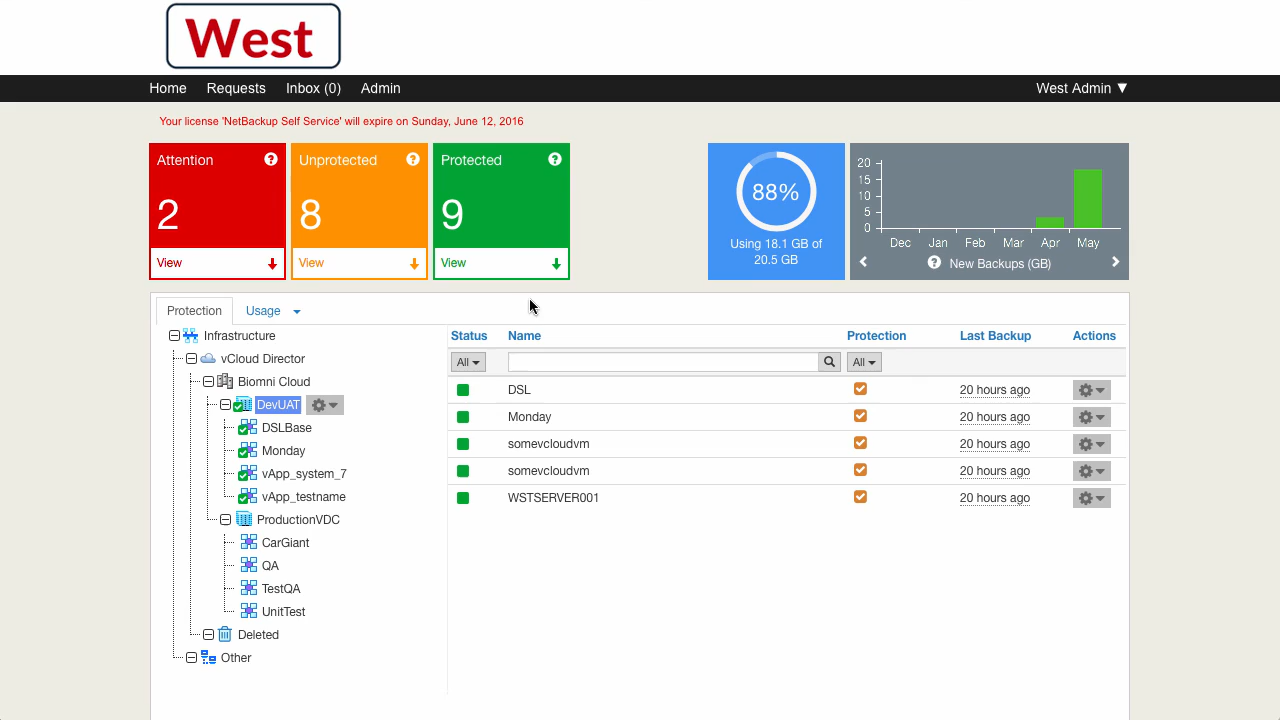 West
Home Requests Inbox (0) Admin West Admin ▼
Your license 'NetBackup Self Service' will expire on Sunday, June 12, 2016
Attention ?
2
View
Unprotected ?
8
View
Protected ?
9
View
88%
Using 18.1 GB of
20.5 GB
20
15
10
5
0
Dec Jan Feb Mar Apr May
? New Backups (GB)
Protection Usage
Infrastructure
vCloud Director
Biomni Cloud
DevUAT
DSLBase
Monday
vApp_system_7
vApp_testname
ProductionVDC
CarGiant
QA
TestQA
UnitTest
Deleted
Other
Status Name Protection Last Backup Actions
All All
DSL 20 hours ago
Monday 20 hours ago
somevcloudvm 20 hours ago
somevcloudvm 20 hours ago
WSTSERVER001 20 hours ago